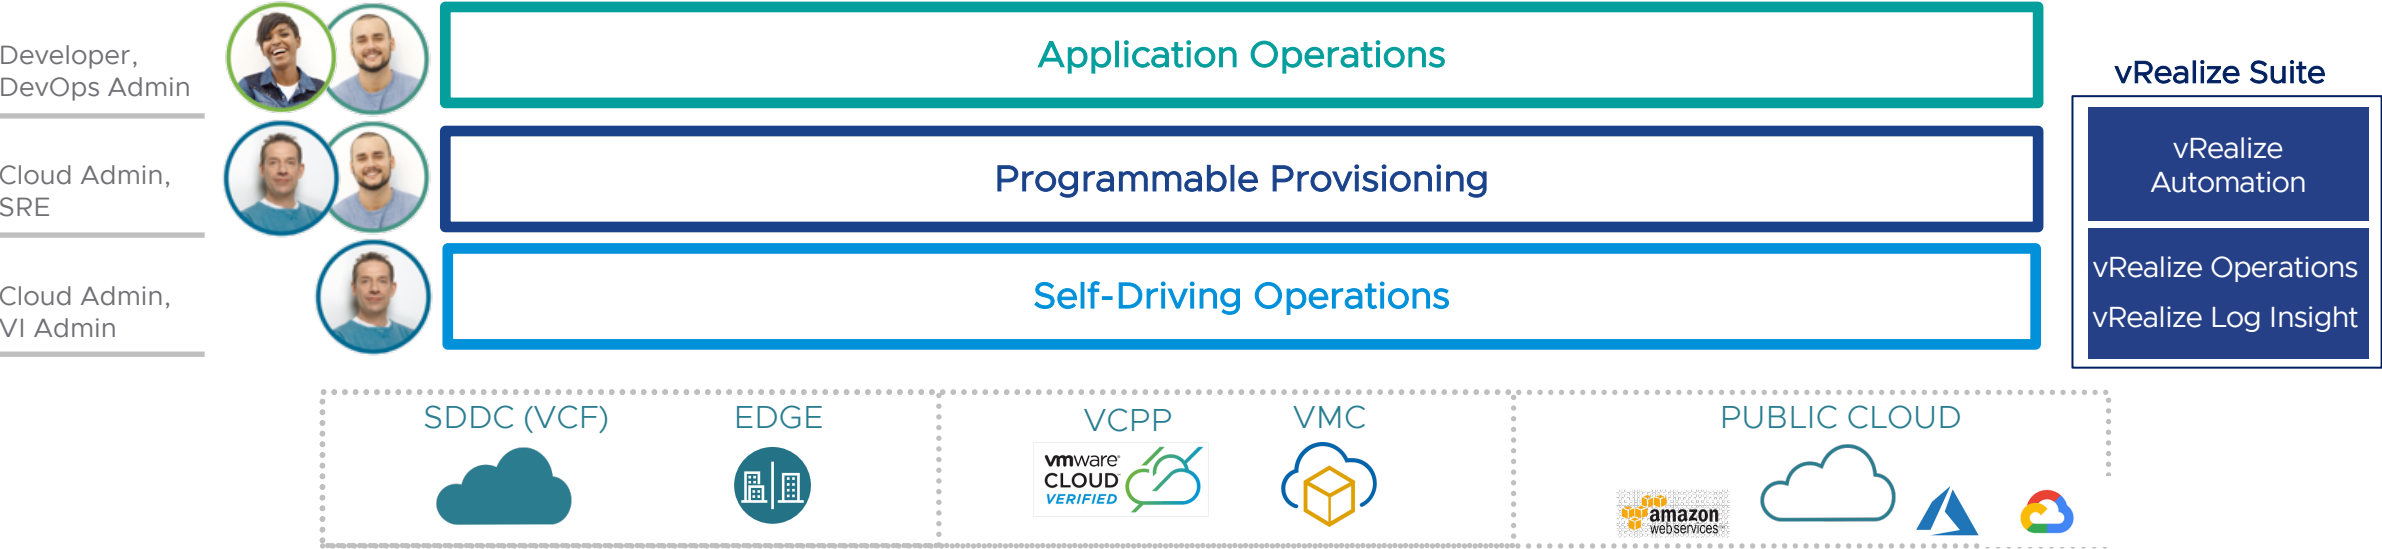 Developer,
DevOps Admin
Application Operations
vRealize Suite
Cloud Admin,
SRE
Programmable Provisioning
vRealize
Automation
Cloud Admin,
VI Admin
Self-Driving Operations
vRealize Operations
vRealize Log Insight
SDDC (VCF)
EDGE
VCPP
VMC
PUBLIC CLOUD
vmware
CLOUD
VERIFIED
amazon
webservices